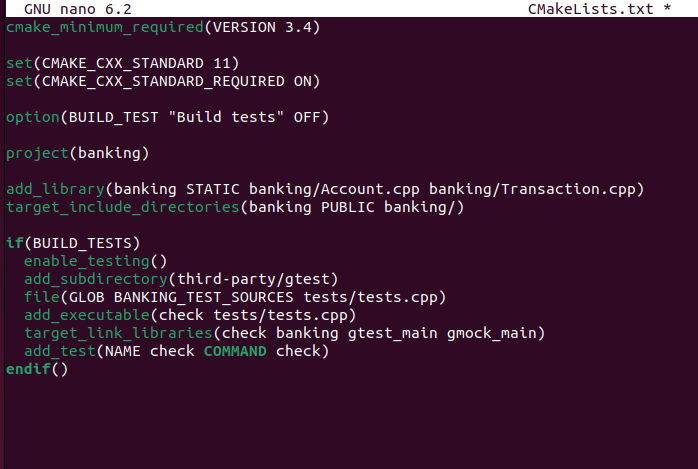 GNU nano 6.2 CMakeLists.txt *
cmake_minimum_required(VERSION 3.4)
set(CMAKE_CXX_STANDARD 11)
set(CMAKE_CXX_STANDARD_REQUIRED ON)
option(BUILD_TEST "Build tests" OFF)
project(banking)
add_library(banking STATIC banking/Account.cpp banking/Transaction.cpp)
target_include_directories(banking PUBLIC banking/)
if(BUILD_TESTS)
  enable_testing()
  add_subdirectory(third-party/gtest)
  file(GLOB BANKING_TEST_SOURCES tests/tests.cpp)
  add_executable(check tests/tests.cpp)
  target_link_libraries(check banking gtest_main gmock_main)
  add_test(NAME check COMMAND check)
endif()